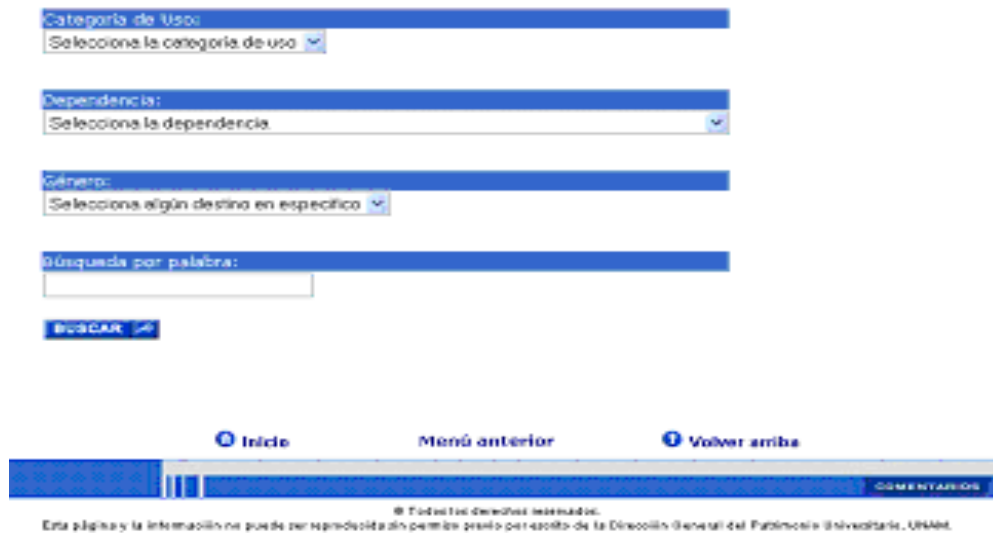 Categoría de Uso:
Selecciona la categoría de uso
Dependencia:
Selecciona la dependencia
Género:
Selecciona algún destino en especifico
Búsqueda por palabra:
BUSCAR
Inicio Menú anterior Volver arriba
COMENTARIOS
® Todos los derechos reservados.
Esta página y la información no puede ser reproducida sin permiso previo por escrito de la Dirección General del Patrimonio Universitario, UNAM.